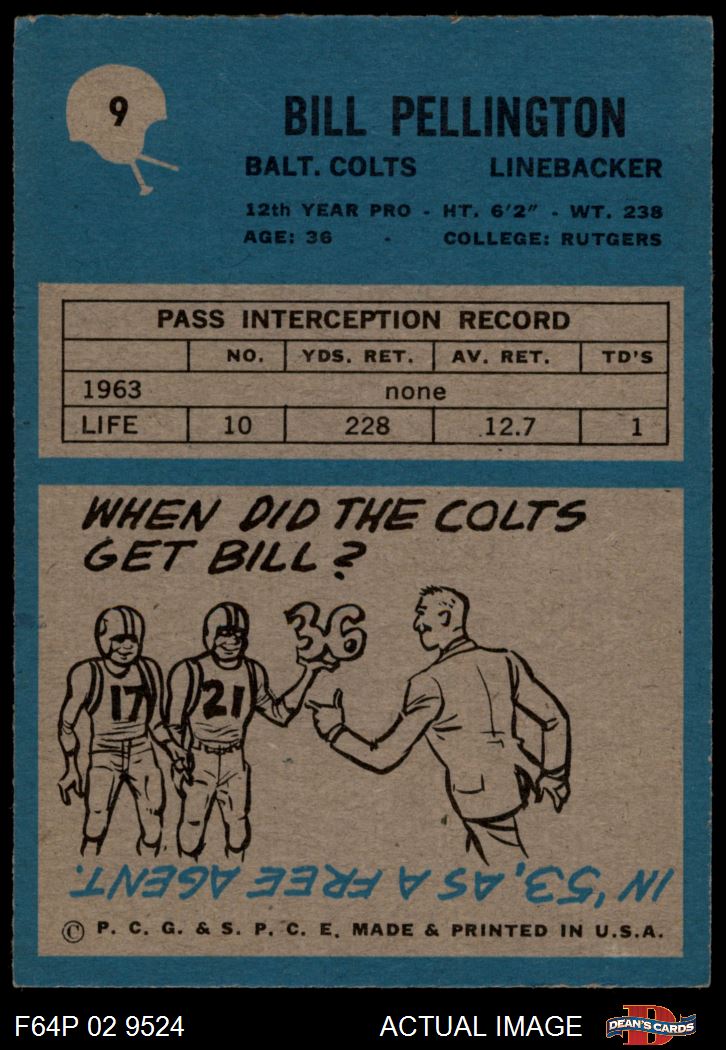 9
BILL PELLINGTON
BALT. COLTS LINEBACKER
12th YEAR PRO - HT. 6'2" - WT. 238
AGE: 36 - COLLEGE: RUTGERS
PASS INTERCEPTION RECORD
NO. YDS. RET. AV. RET. TD'S
1963 none
LIFE 10 228 12.7 1
WHEN DID THE COLTS
GET BILL?
36
17 21
IN '53, AS A FREE AGENT.
© P. C. G. & S. P. C. E. MADE & PRINTED IN U.S.A.
F64P 02 9524 ACTUAL IMAGE D DEAN'S CARDS